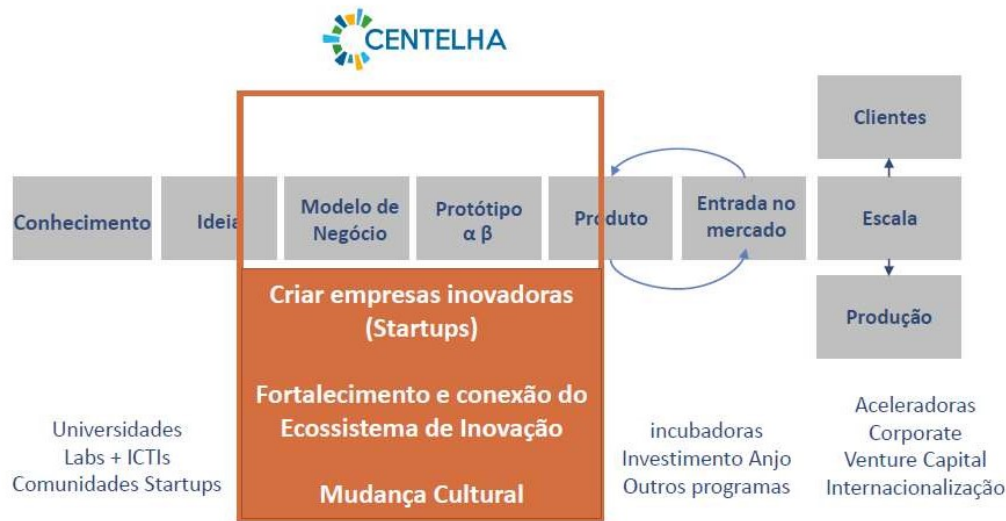 CENTELHA
Conhecimento
Ideia
Modelo de
Negócio
Protótipo
α β
Produto
Entrada no
mercado
Clientes
Escala
Produção
Criar empresas inovadoras
(Startups)
Fortalecimento e conexão do
Ecossistema de Inovação
Mudança Cultural
Universidades
Labs + ICTIs
Comunidades Startups
incubadoras
Investimento Anjo
Outros programas
Aceleradoras
Corporate
Venture Capital
Internacionalização